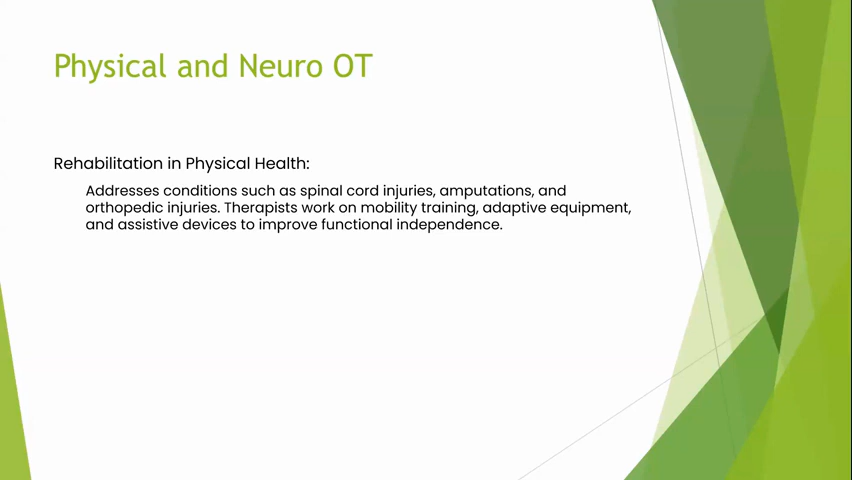 Physical and Neuro OT
Rehabilitation in Physical Health:
Addresses conditions such as spinal cord injuries, amputations, and
orthopedic injuries. Therapists work on mobility training, adaptive equipment,
and assistive devices to improve functional independence.